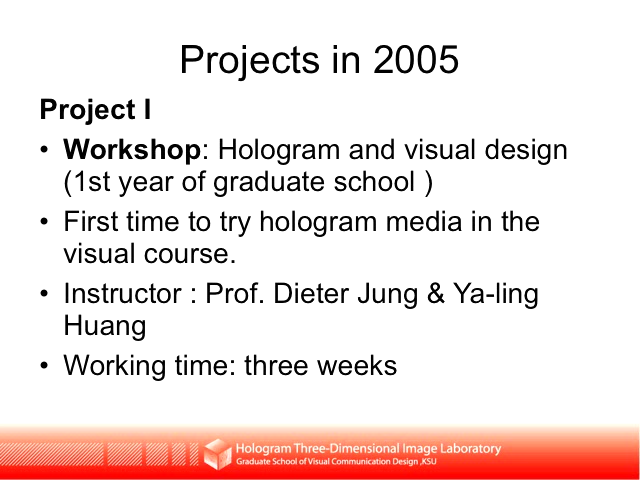 Projects in 2005
Project I
• Workshop: Hologram and visual design
(1st year of graduate school )
• First time to try hologram media in the
visual course.
• Instructor : Prof. Dieter Jung & Ya-ling
Huang
• Working time: three weeks
Hologram Three-Dimensional Image Laboratory
Graduate School of Visual Communication Design ,KSU